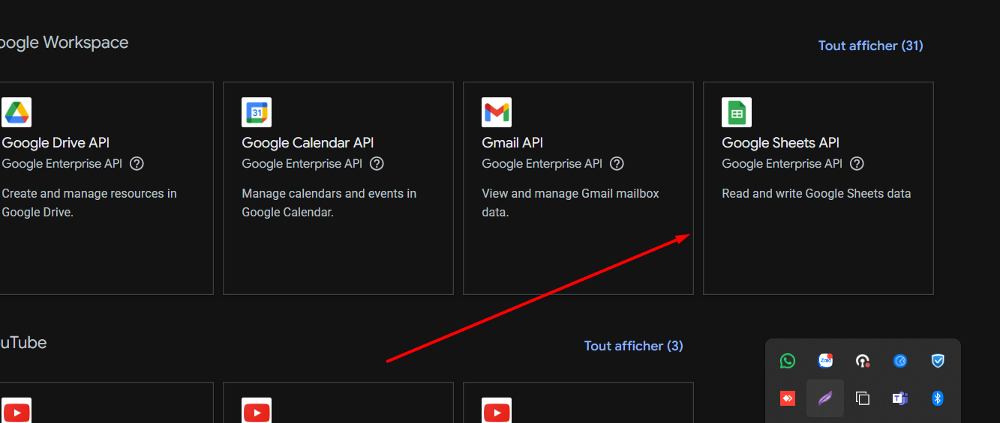 oogle Workspace
Tout afficher (31)
Google Drive API
Google Enterprise API
Create and manage resources in
Google Drive.
31
Google Calendar API
Google Enterprise API
Manage calendars and events in
Google Calendar.
Gmail API
Google Enterprise API
View and manage Gmail mailbox
data.
Google Sheets API
Google Enterprise API
Read and write Google Sheets data
uTube
Tout afficher (3)
Zalo
T